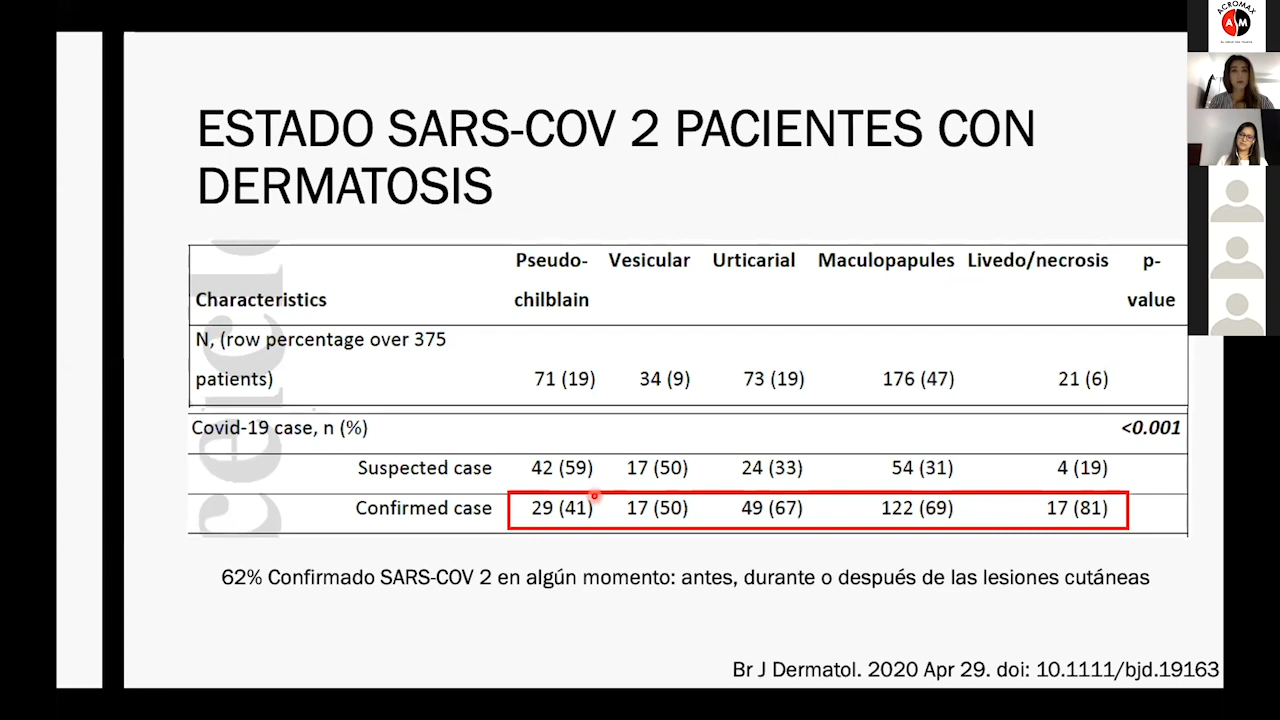 ACROMAX
ASM
ESTADO SARS-COV 2 PACIENTES CON
DERMATOSIS
Pseudo- Vesicular Urticarial Maculopapules Livedo/necrosis p-
Characteristics chilblain value
N, (row percentage over 375
patients) 71 (19) 34 (9) 73 (19) 176 (47) 21 (6)
Covid-19 case, n (%) <0.001
Suspected case 42 (59) 17 (50) 24 (33) 54 (31) 4 (19)
Confirmed case 29 (41) 17 (50) 49 (67) 122 (69) 17 (81)
62% Confirmado SARS-COV 2 en algún momento: antes, durante o después de las lesiones cutáneas
Br J Dermatol. 2020 Apr 29. doi: 10.1111/bjd.19163